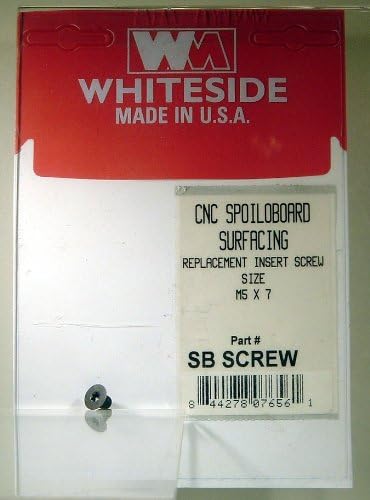 WM
WHITESIDE
MADE IN U.S.A.
CNC SPOILOBOARD
SURFACING
REPLACEMENT INSERT SCREW
SIZE
M5 X 7
Part #
SB SCREW
8 44278 07656 1